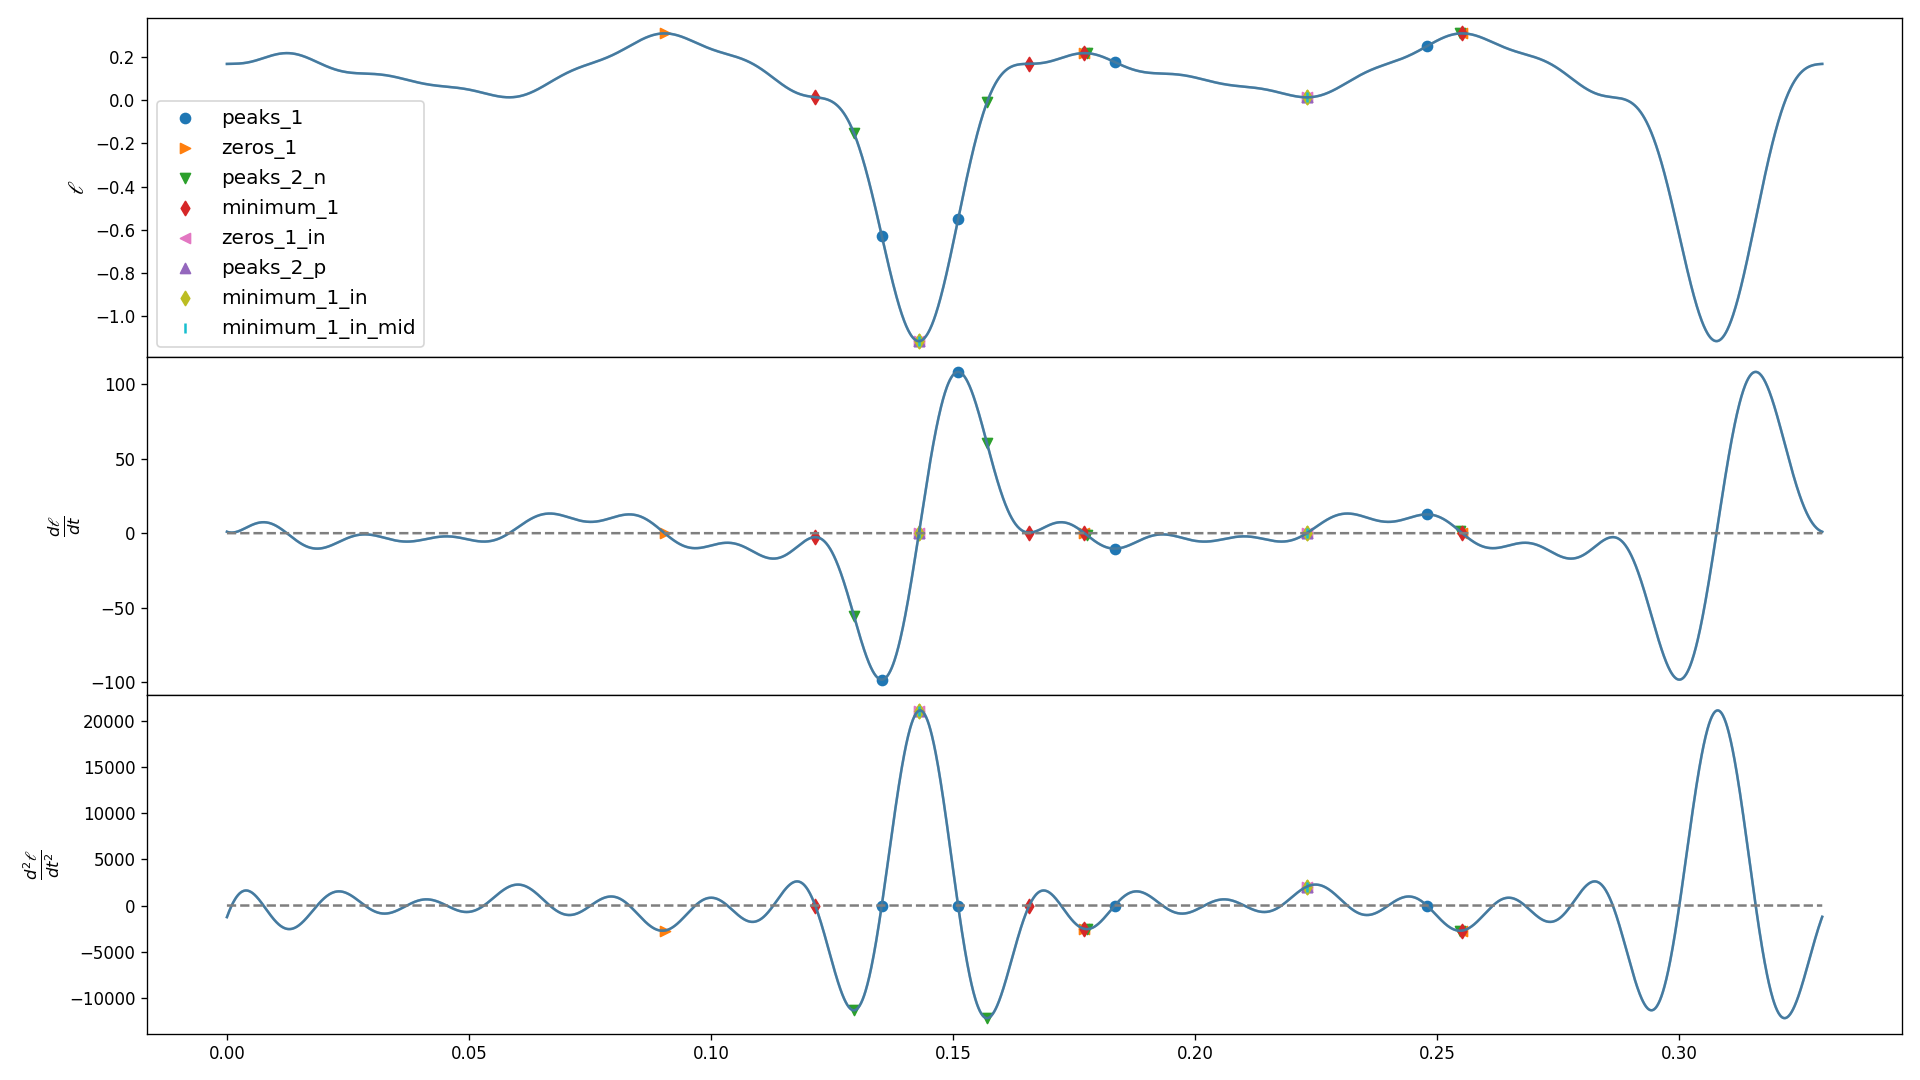 0.2
0.0
−0.2
−0.4
−0.6
−0.8
−1.0
ℓ
peaks_1
zeros_1
peaks_2_n
minimum_1
zeros_1_in
peaks_2_p
minimum_1_in
minimum_1_in_mid
100
50
0
−50
−100
dℓ/dt
20000
15000
10000
5000
0
−5000
−10000
d²ℓ/dt²
0.00 0.05 0.10 0.15 0.20 0.25 0.30